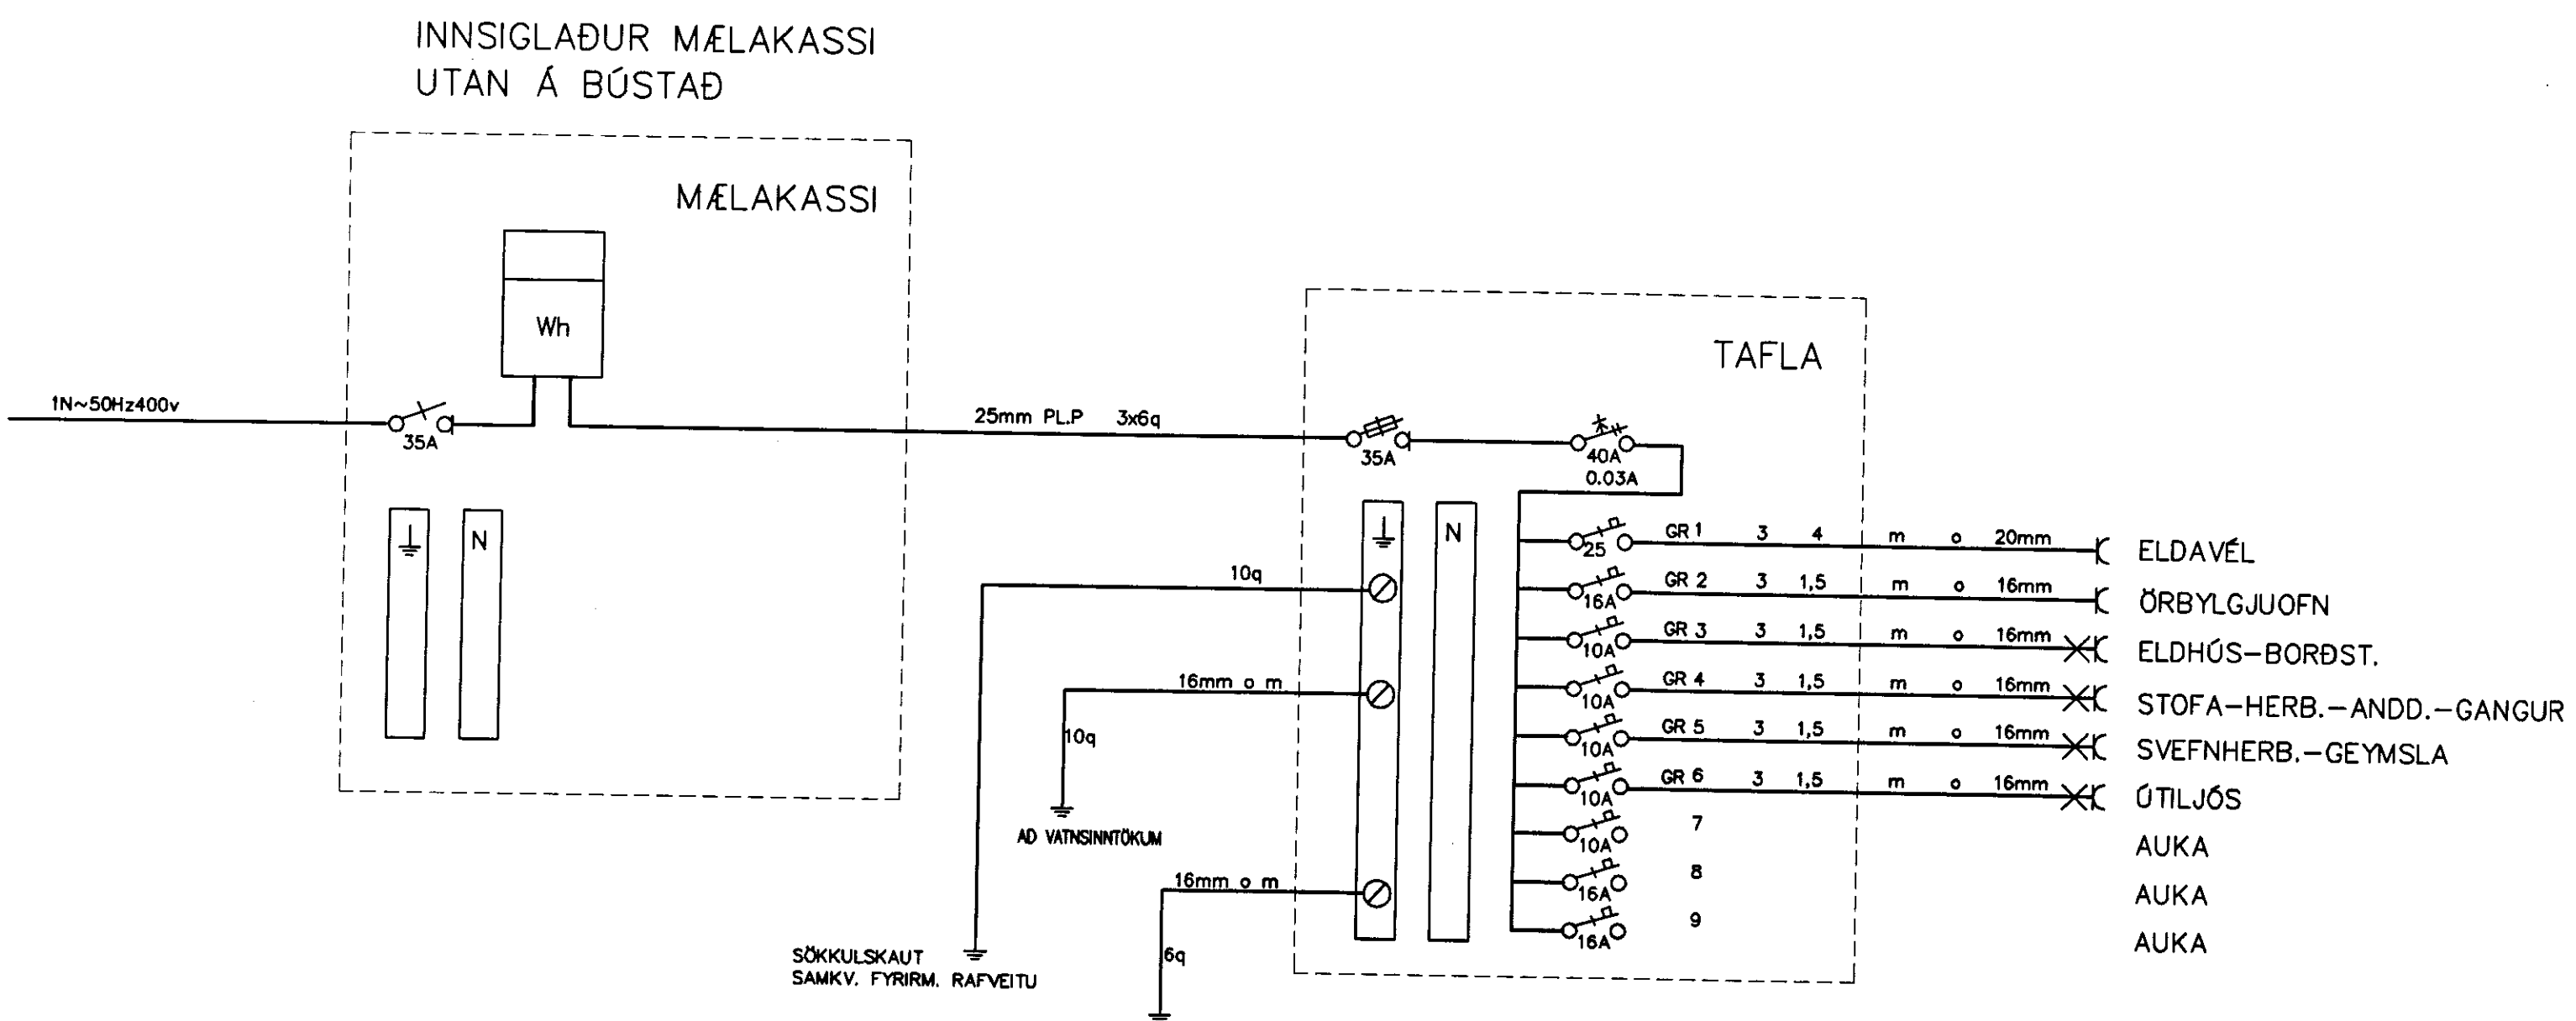 INNSIGLAÐUR MÆLAKASSI
UTAN Á BÚSTAÐ
MÆLAKASSI
Wh
1N~50Hz400v
35A
N
25mm PL.P 3x6q
TAFLA
35A
40A
0.03A
N
25 GR 1 3 4 m o 20mm ELDAVÉL
16A GR 2 3 1,5 m o 16mm ÖRBYLGJUOFN
10A GR 3 3 1,5 m o 16mm ELDHÚS-BORÐST.
10A GR 4 3 1,5 m o 16mm STOFA-HERB.-ANDD.-GANGUR
10A GR 5 3 1,5 m o 16mm SVEFNHERB.-GEYMSLA
10A GR 6 3 1,5 m o 16mm ÚTILJÓS
10A 7 AUKA
16A 8 AUKA
16A 9 AUKA
10q
16mm o m
10q
AD VATNSINNTÖKUM
16mm o m
6q
SÖKKULSKAUT
SAMKV. FYRIRM. RAFVEITU